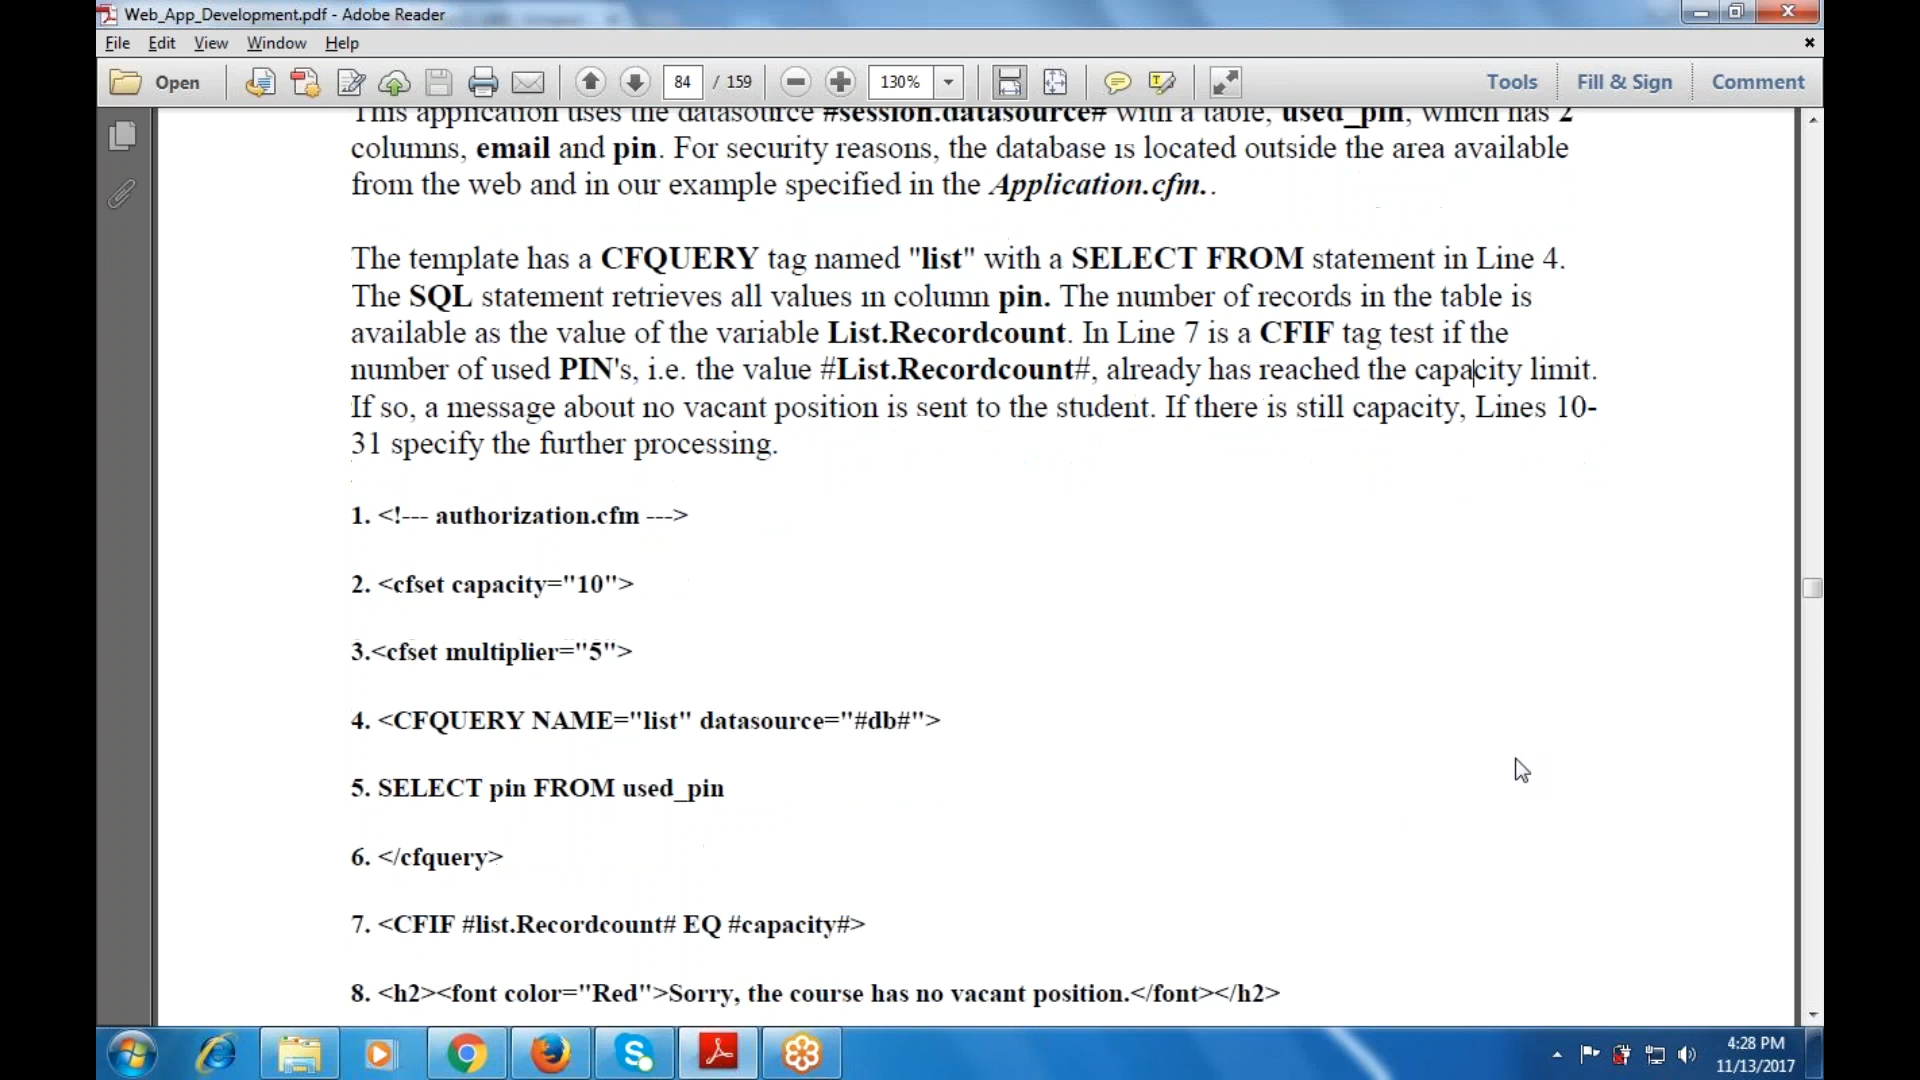 Web_App_Development.pdf - Adobe Reader
File Edit View Window Help
Open 84 / 159 130% Tools Fill & Sign Comment
This application uses the datasource #session.datasource# with a table, used_pin, which has 2
columns, email and pin. For security reasons, the database is located outside the area available
from the web and in our example specified in the Application.cfm..
The template has a CFQUERY tag named "list" with a SELECT FROM statement in Line 4.
The SQL statement retrieves all values in column pin. The number of records in the table is
available as the value of the variable List.Recordcount. In Line 7 is a CFIF tag test if the
number of used PIN's, i.e. the value #List.Recordcount#, already has reached the capacity limit.
If so, a message about no vacant position is sent to the student. If there is still capacity, Lines 10-
31 specify the further processing.
1. <!--- authorization.cfm --->
2. <cfset capacity="10">
3.<cfset multiplier="5">
4. <CFQUERY NAME="list" datasource="#db#">
5. SELECT pin FROM used_pin
6. </cfquery>
7. <CFIF #list.Recordcount# EQ #capacity#>
8. <h2><font color="Red">Sorry, the course has no vacant position.</font></h2>
4:28 PM
11/13/2017